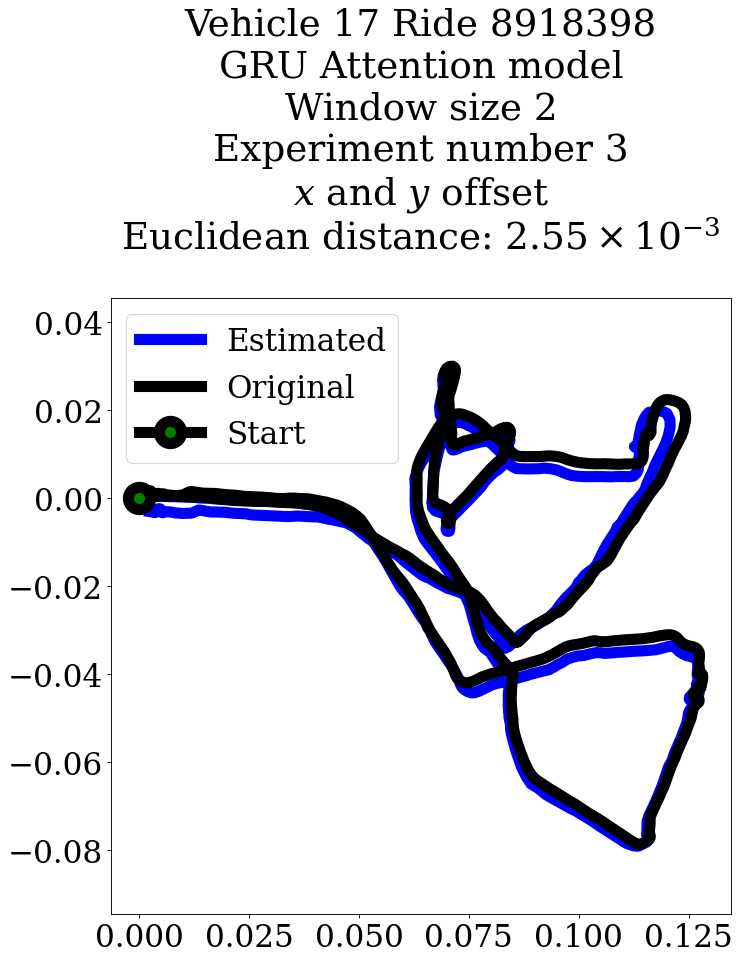 Vehicle 17 Ride 8918398
GRU Attention model
Window size 2
Experiment number 3
x and y offset
Euclidean distance: 2.55 × 10⁻³
0.04
0.02
0.00
−0.02
−0.04
−0.06
−0.08
Estimated
Original
Start
0.000 0.025 0.050 0.075 0.100 0.125